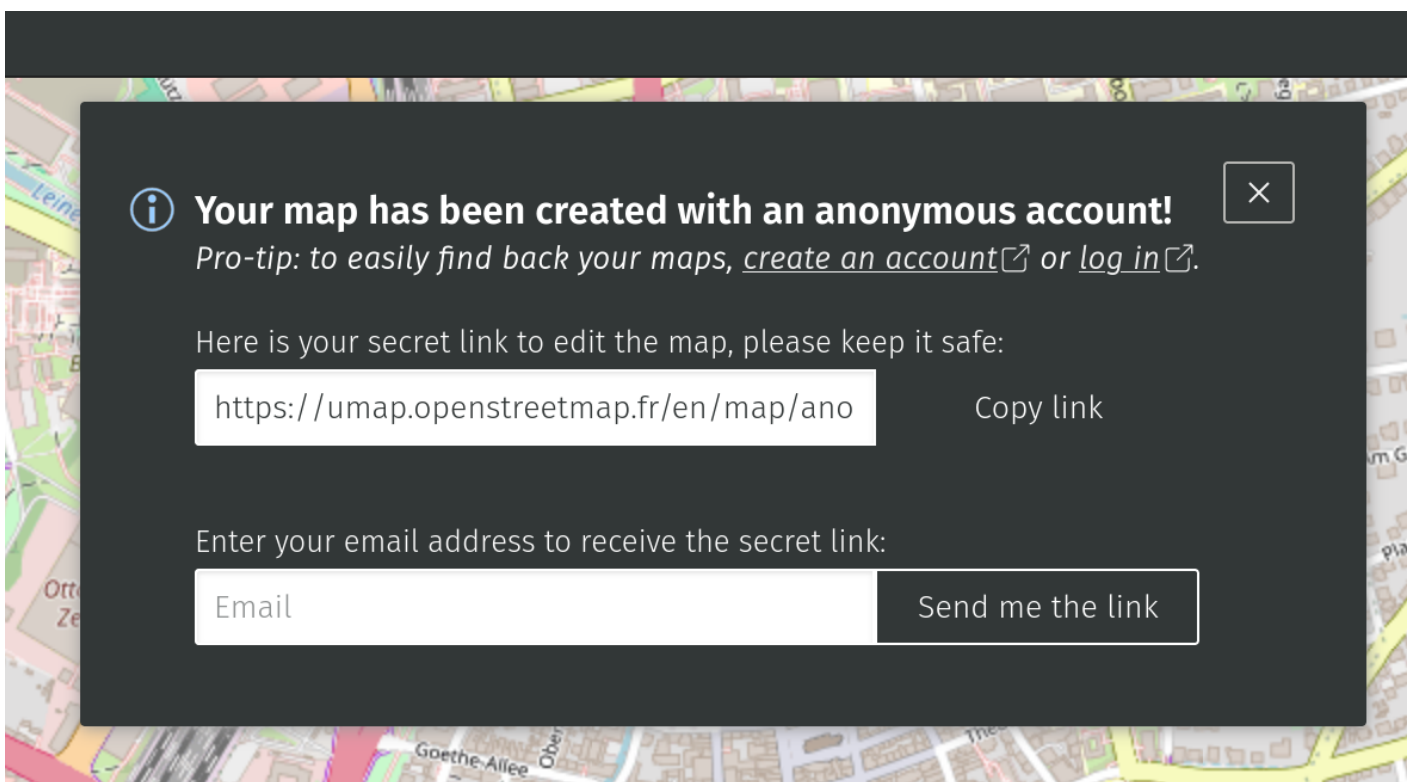 Leine
Your map has been created with an anonymous account!
Pro-tip: to easily find back your maps, create an account or log in.
Here is your secret link to edit the map, please keep it safe:
https://umap.openstreetmap.fr/en/map/ano
Copy link
Enter your email address to receive the secret link:
Email
Send me the link
Goethe-Allee